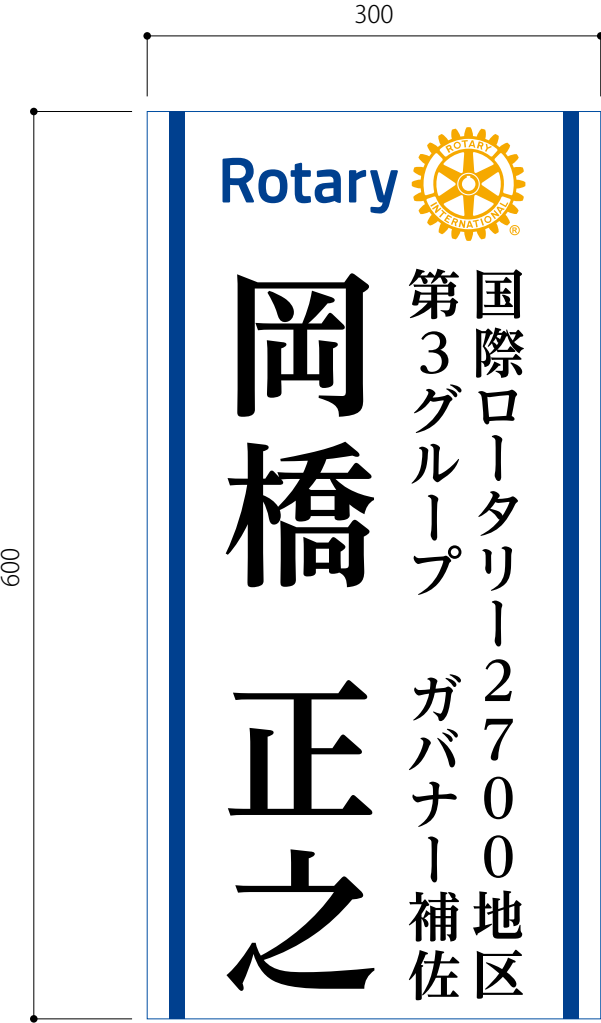 300
600
Rotary
ROTARY
INTERNATIONAL
®
国際ロータリー2700地区
第3グループ　ガバナー補佐
岡橋　正之